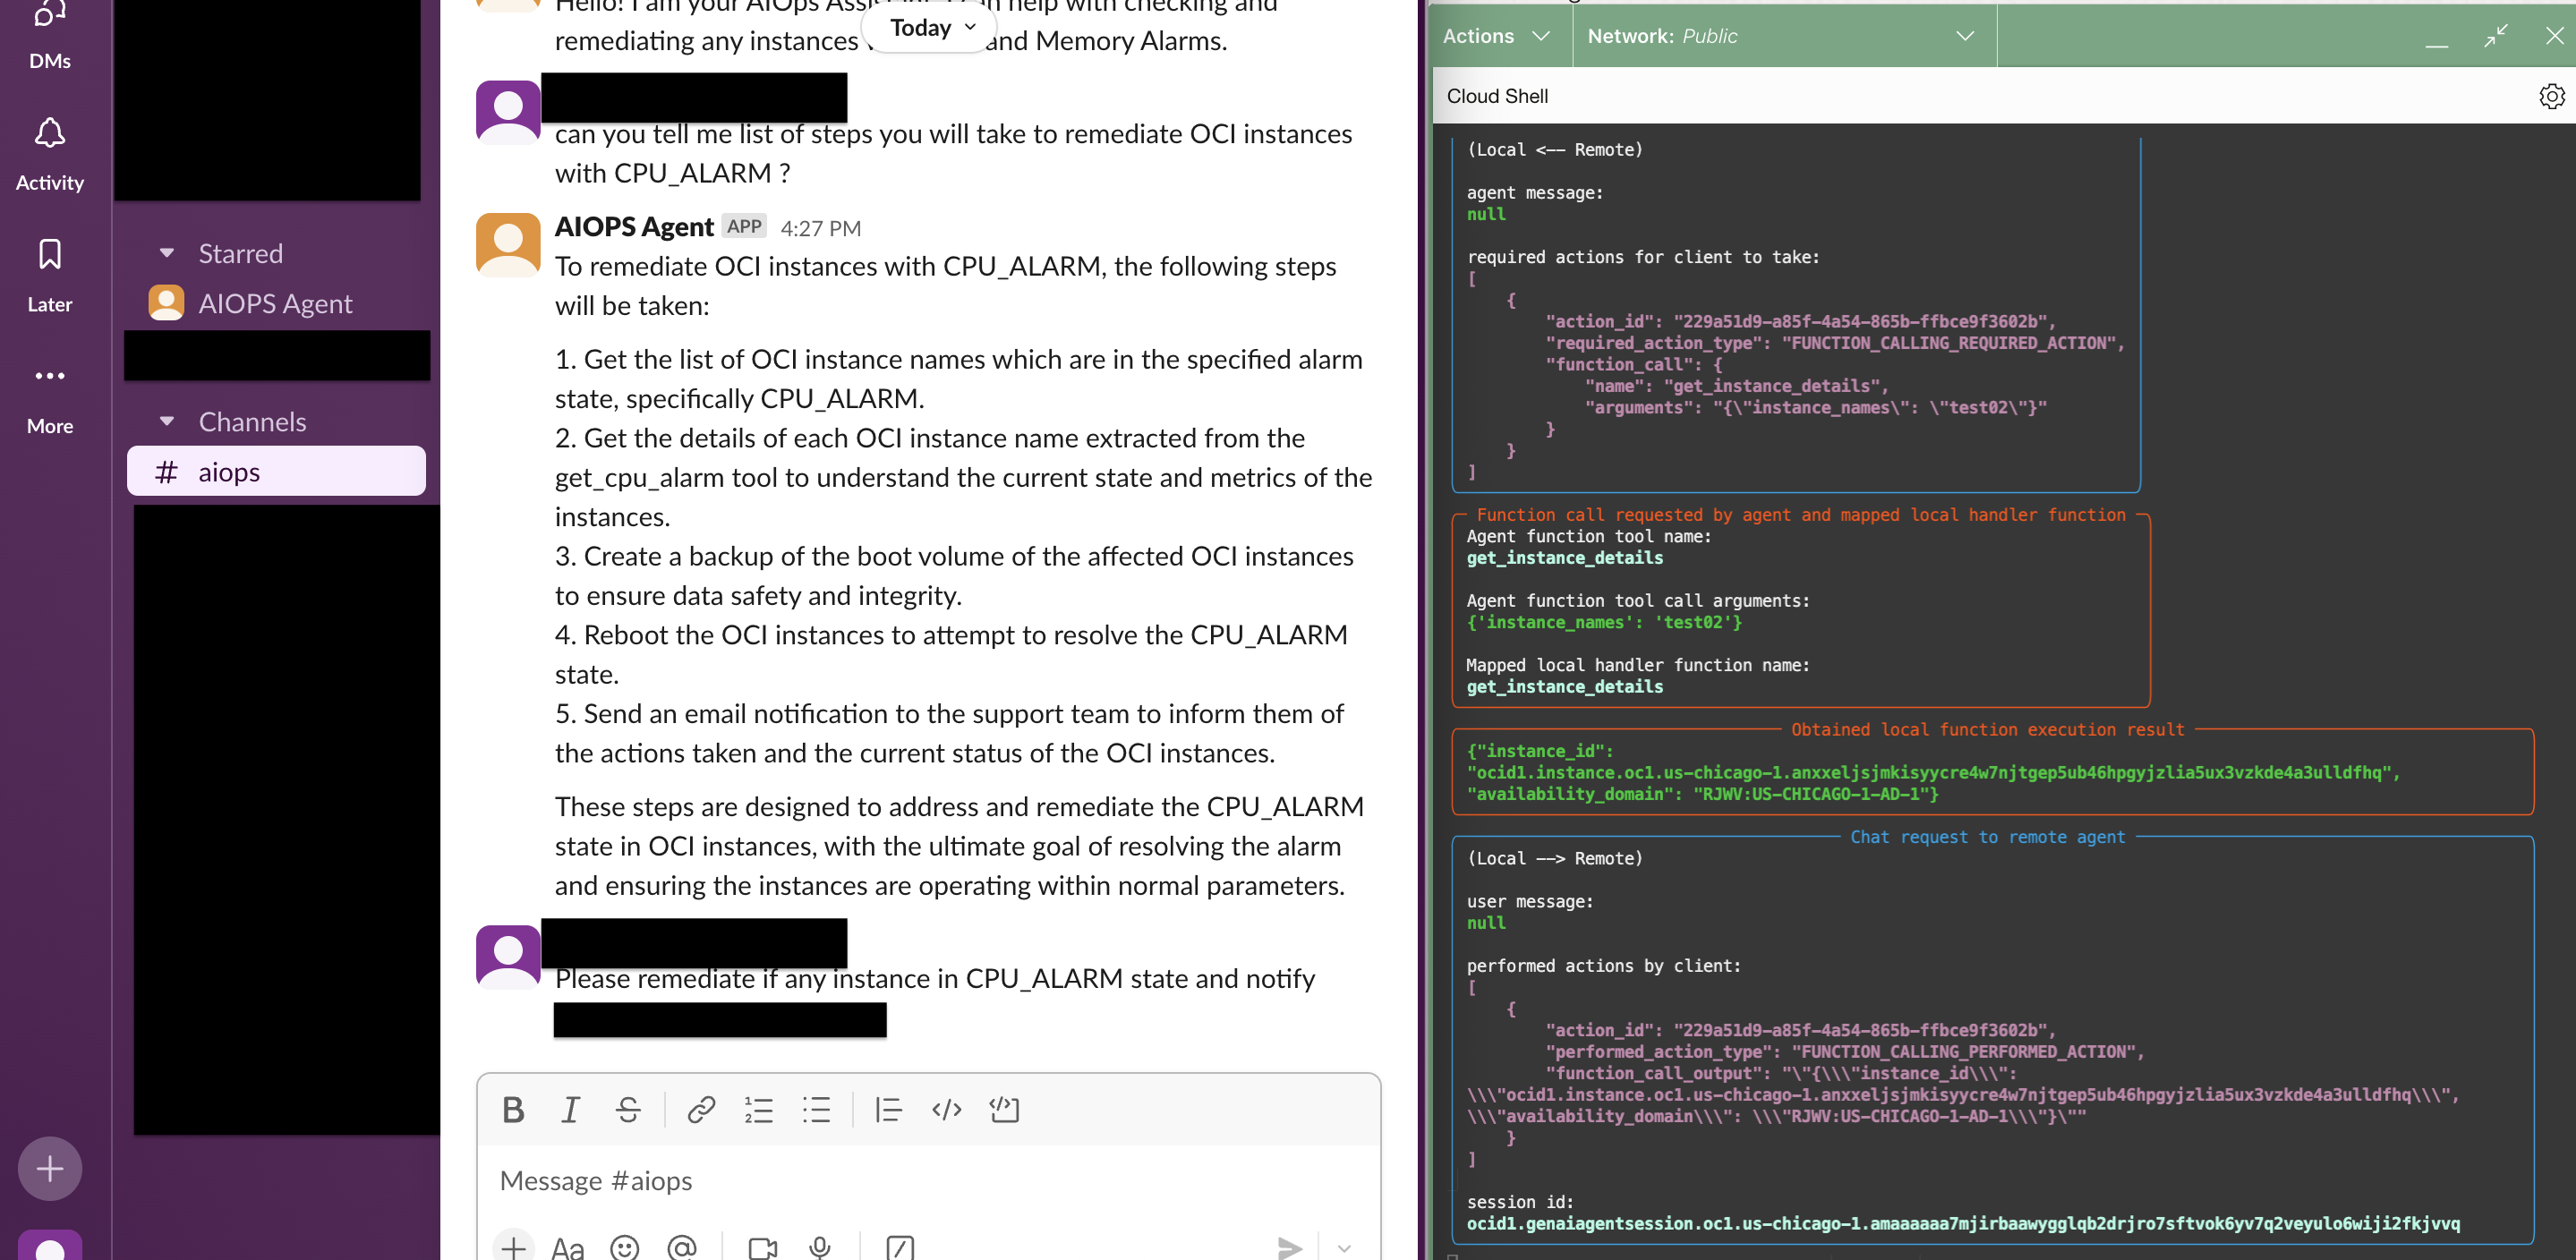 DMs
Activity
Later
More
Starred
AIOPS Agent
Channels
# aiops
Hello! I am your AIOps help with checking and
remediating any instances and Memory Alarms.
Today
can you tell me list of steps you will take to remediate OCI instances
with CPU_ALARM ?
AIOPS Agent APP 4:27 PM
To remediate OCI instances with CPU_ALARM, the following steps
will be taken:
1. Get the list of OCI instance names which are in the specified alarm
state, specifically CPU_ALARM.
2. Get the details of each OCI instance name extracted from the
get_cpu_alarm tool to understand the current state and metrics of the
instances.
3. Create a backup of the boot volume of the affected OCI instances
to ensure data safety and integrity.
4. Reboot the OCI instances to attempt to resolve the CPU_ALARM
state.
5. Send an email notification to the support team to inform them of
the actions taken and the current status of the OCI instances.
These steps are designed to address and remediate the CPU_ALARM
state in OCI instances, with the ultimate goal of resolving the alarm
and ensuring the instances are operating within normal parameters.
Please remediate if any instance in CPU_ALARM state and notify
Message #aiops
Aa
Actions
Network: Public
Cloud Shell
(Local <-- Remote)
agent message:
null
required actions for client to take:
[
{
"action_id": "229a51d9-a85f-4a54-865b-ffbce9f3602b",
"required_action_type": "FUNCTION_CALLING_REQUIRED_ACTION",
"function_call": {
"name": "get_instance_details",
"arguments": "{\"instance_names\": \"test02\"}"
}
}
]
Function call requested by agent and mapped local handler function
Agent function tool name:
get_instance_details
Agent function tool call arguments:
{'instance_names': 'test02'}
Mapped local handler function name:
get_instance_details
Obtained local function execution result
{"instance_id":
"ocid1.instance.oc1.us-chicago-1.anxxeljsjmkisyycre4w7njtgep5ub46hpgyjzlia5ux3vzkde4a3ulldfhq",
"availability_domain": "RJWV:US-CHICAGO-1-AD-1"}
Chat request to remote agent
(Local --> Remote)
user message:
null
performed actions by client:
[
{
"action_id": "229a51d9-a85f-4a54-865b-ffbce9f3602b",
"performed_action_type": "FUNCTION_CALLING_PERFORMED_ACTION",
"function_call_output": "\"{\\\"instance_id\\\":
\\\"ocid1.instance.oc1.us-chicago-1.anxxeljsjmkisyycre4w7njtgep5ub46hpgyjzlia5ux3vzkde4a3ulldfhq\\\",
\\\"availability_domain\\\": \\\"RJWV:US-CHICAGO-1-AD-1\\\"}\""
}
]
session id:
ocid1.genaiagentsession.oc1.us-chicago-1.amaaaaaa7mjirbaawygglqb2drjro7sftvok6yv7q2veyulo6wiji2fkjvvq